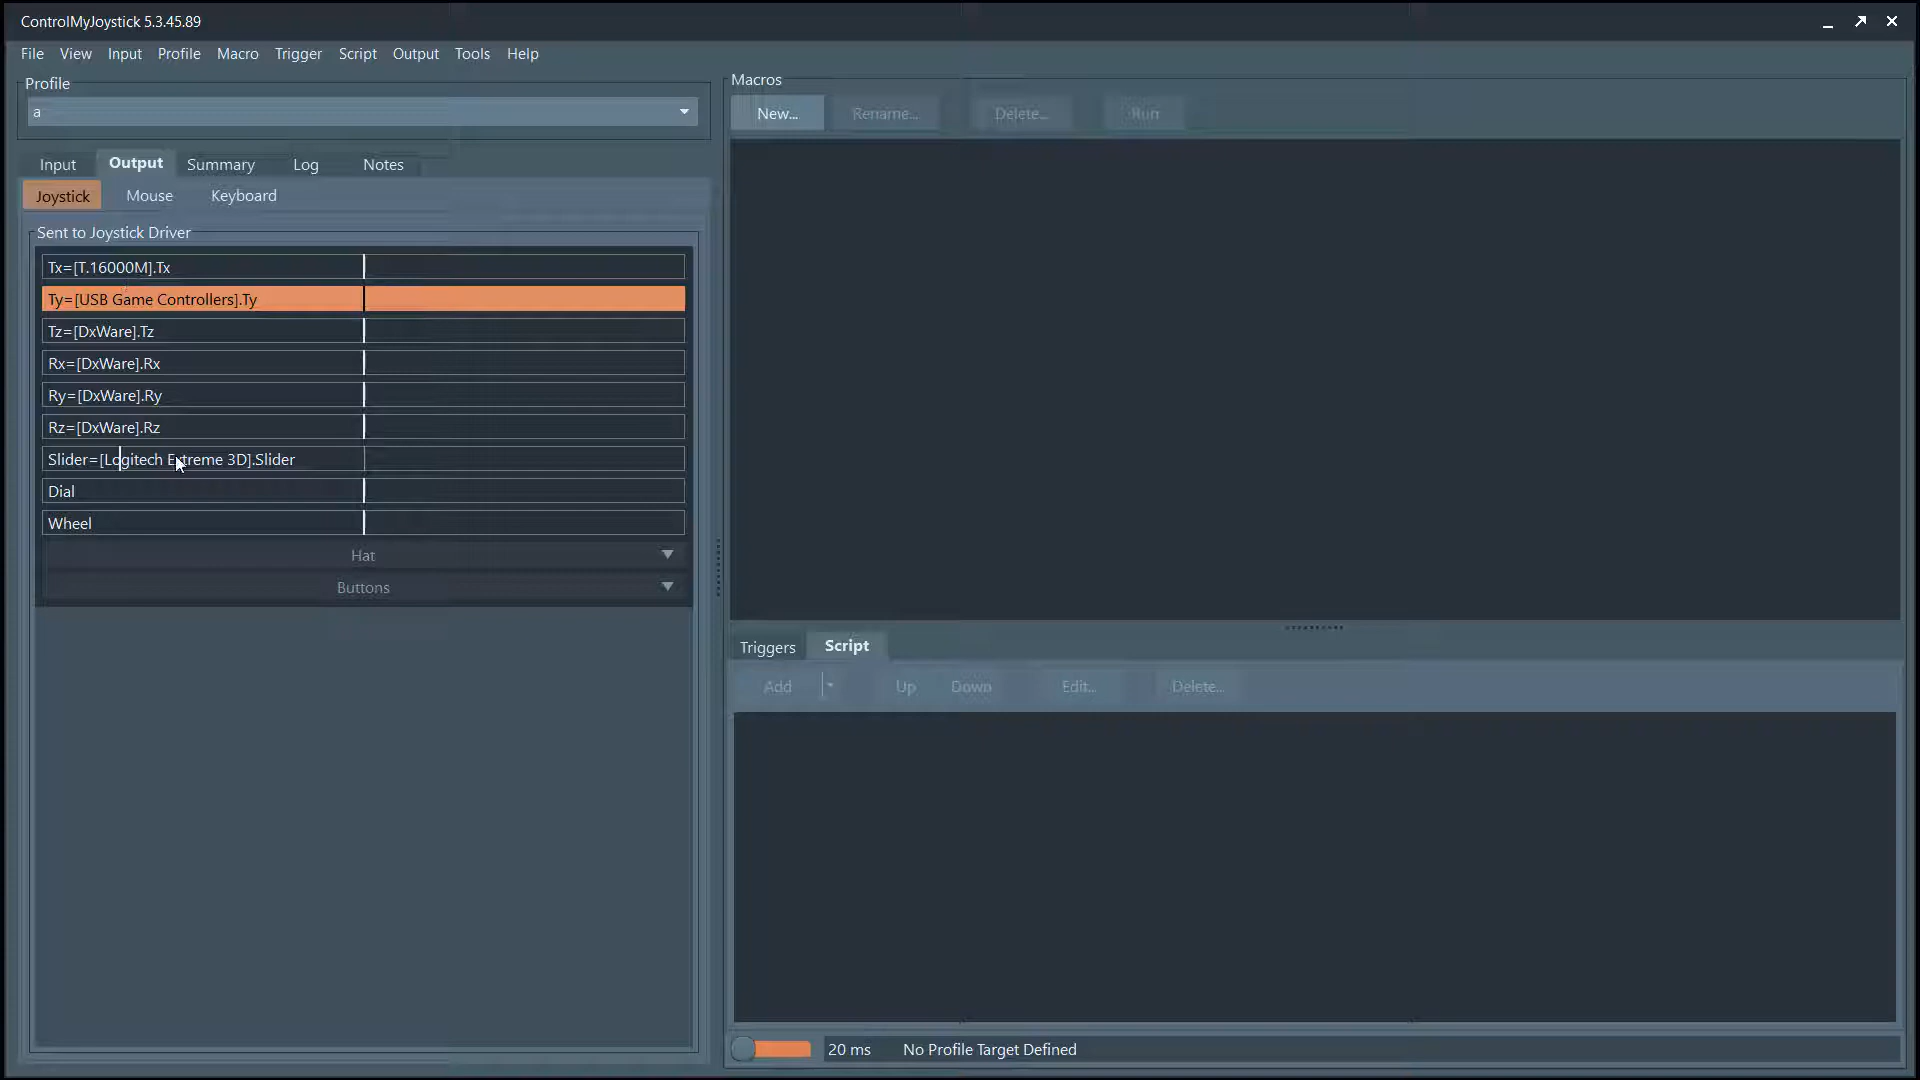 ControlMyJoystick 5.3.45.89
File View Input Profile Macro Trigger Script Output Tools Help
Profile
a
Input Output Summary Log Notes
Joystick Mouse Keyboard
Sent to Joystick Driver
Tx=[T.16000M].Tx
Ty=[USB Game Controllers].Ty
Tz=[DxWare].Tz
Rx=[DxWare].Rx
Ry=[DxWare].Ry
Rz=[DxWare].Rz
Slider=[Logitech Extreme 3D].Slider
Dial
Wheel
Hat
Buttons
Macros
New... Rename... Delete... Run
Triggers Script
Add Up Down Edit... Delete...
20 ms No Profile Target Defined